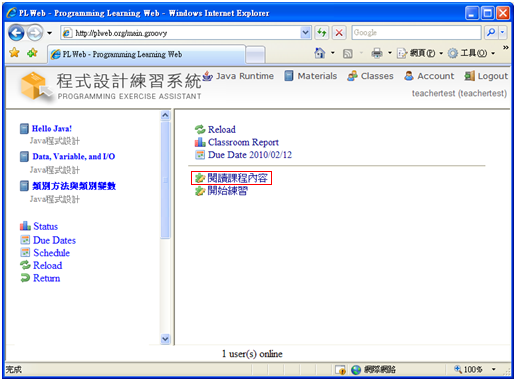 PLWeb - Programming Learning Web - Windows Internet Explorer
http://plweb.org/main.groovy
Google
PLWeb - Programming Learning Web
網頁(P)
工具(O)
程式設計練習系統
PROGRAMMING EXERCISE ASSISTANT
Java Runtime
Materials
Classes
Account
Logout
teachertest (teachertest)
Hello Java!
Java程式設計
Data, Variable, and I/O
Java程式設計
類別方法與類別變數
Java程式設計
Status
Due Dates
Schedule
Reload
Return
Reload
Classroom Report
Due Date 2010/02/12
閱讀課程內容
開始練習
1 user(s) online
完成
網際網路
100%